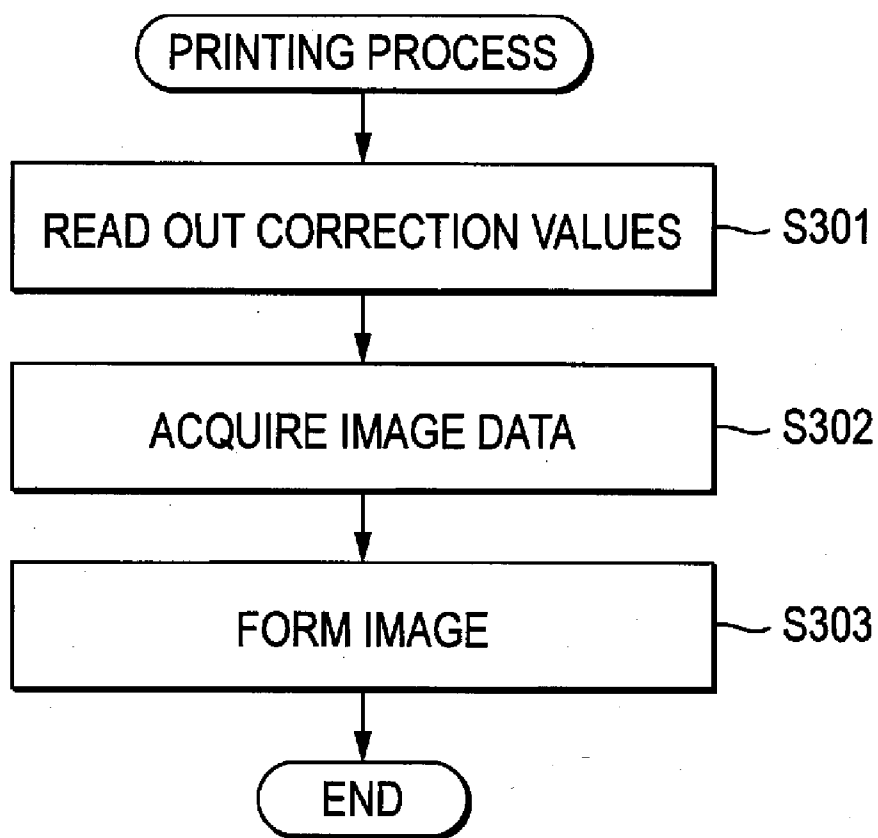 PRINTING PROCESS
READ OUT CORRECTION VALUES
S301
ACQUIRE IMAGE DATA
S302
FORM IMAGE
S303
END